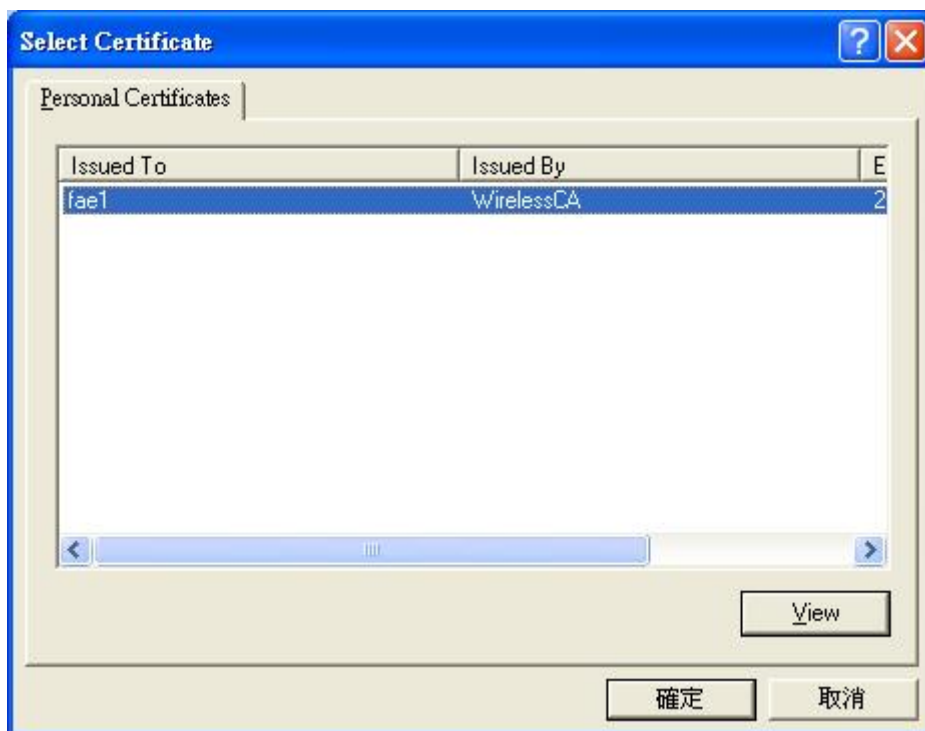 Select Certificate
Personal Certificates
Issued To Issued By E
fae1 WirelessCA 2
View
確定 取消